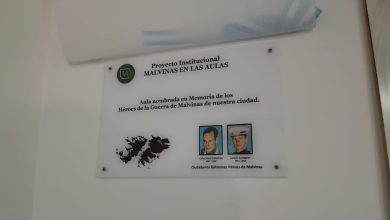 Proyecto Institucional
MALVINAS EN LAS AULAS
Aula nombrada en Memoria de los
Héroes de la Guerra de Malvinas de nuestra ciudad.
Ciudadanos Bahienses Héroes de Malvinas